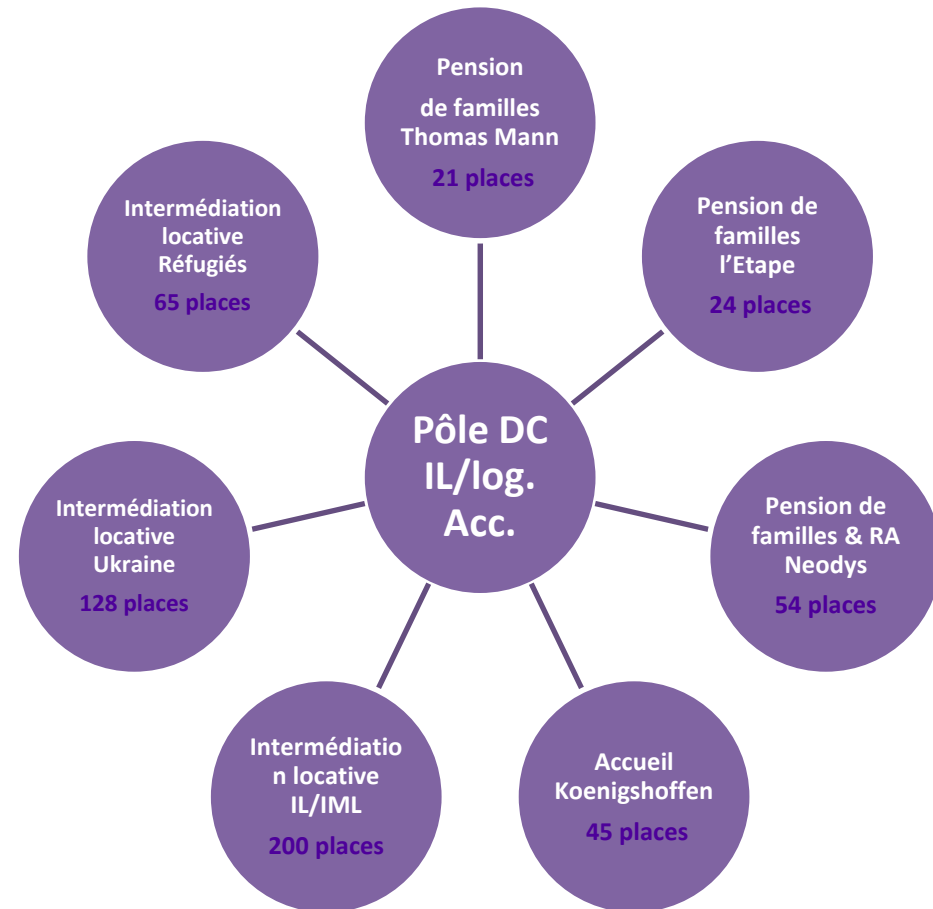 Pension
de familles
Thomas Mann
21 places
Pension de
familles
l’Etape
24 places
Pension de
familles & RA
Neodys
54 places
Accueil
Koenigshoffen
45 places
Intermédiatio
n locative
IL/IML
200 places
Intermédiation
locative
Ukraine
128 places
Intermédiation
locative
Réfugiés
65 places
Pôle DC
IL/log.
Acc.